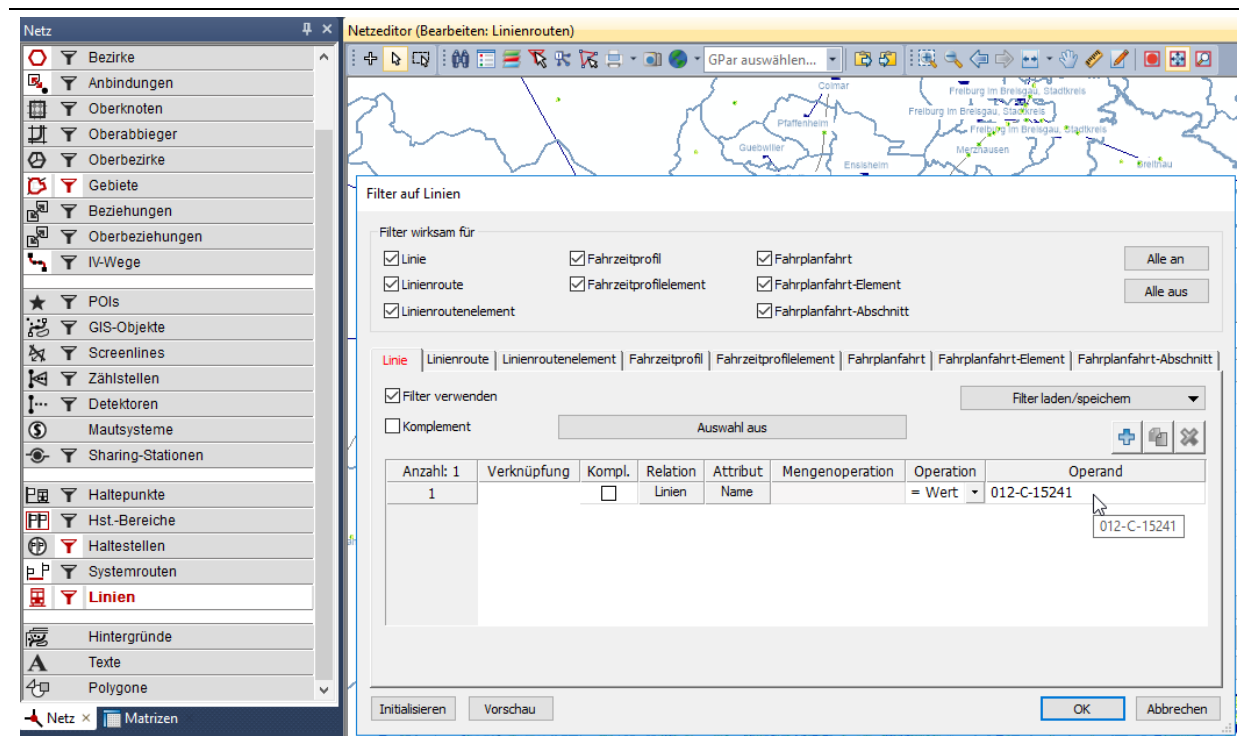 Netz
Bezirke
Anbindungen
Oberknoten
Oberabbieger
Oberbezirke
Gebiete
Beziehungen
Oberbeziehungen
IV-Wege
POIs
GIS-Objekte
Screenlines
Zählstellen
Detektoren
Mautsysteme
Sharing-Stationen
Haltepunkte
Hst.-Bereiche
Haltestellen
Systemrouten
Linien
Hintergründe
Texte
Polygone
Netz
Matrizen
Netzeditor (Bearbeiten: Linienrouten)
GPar auswählen...
Colmar
Freiburg im Breisgau, Stadtkreis
Freiburg im Breisgau, Stadtkreis
Pfaffenheim
Freiburg im Breisgau, Stadtkreis
Guebwiller
Merzhausen
Ensisheim
Breitnau
Filter auf Linien
Filter wirksam für
Linie
Fahrzeitprofil
Fahrplanfahrt
Alle an
Linienroute
Fahrzeitprofilelement
Fahrplanfahrt-Element
Alle aus
Linienroutenelement
Fahrplanfahrt-Abschnitt
Linie Linienroute Linienroutenelement Fahrzeitprofil Fahrzeitprofilelement Fahrplanfahrt Fahrplanfahrt-Element Fahrplanfahrt-Abschnitt
Filter verwenden
Filter laden/speichern
Komplement
Auswahl aus
Anzahl: 1 Verknüpfung Kompl. Relation Attribut Mengenoperation Operation Operand
1 Linien Name = Wert 012-C-15241
012-C-15241
Initialisieren
Vorschau
OK
Abbrechen